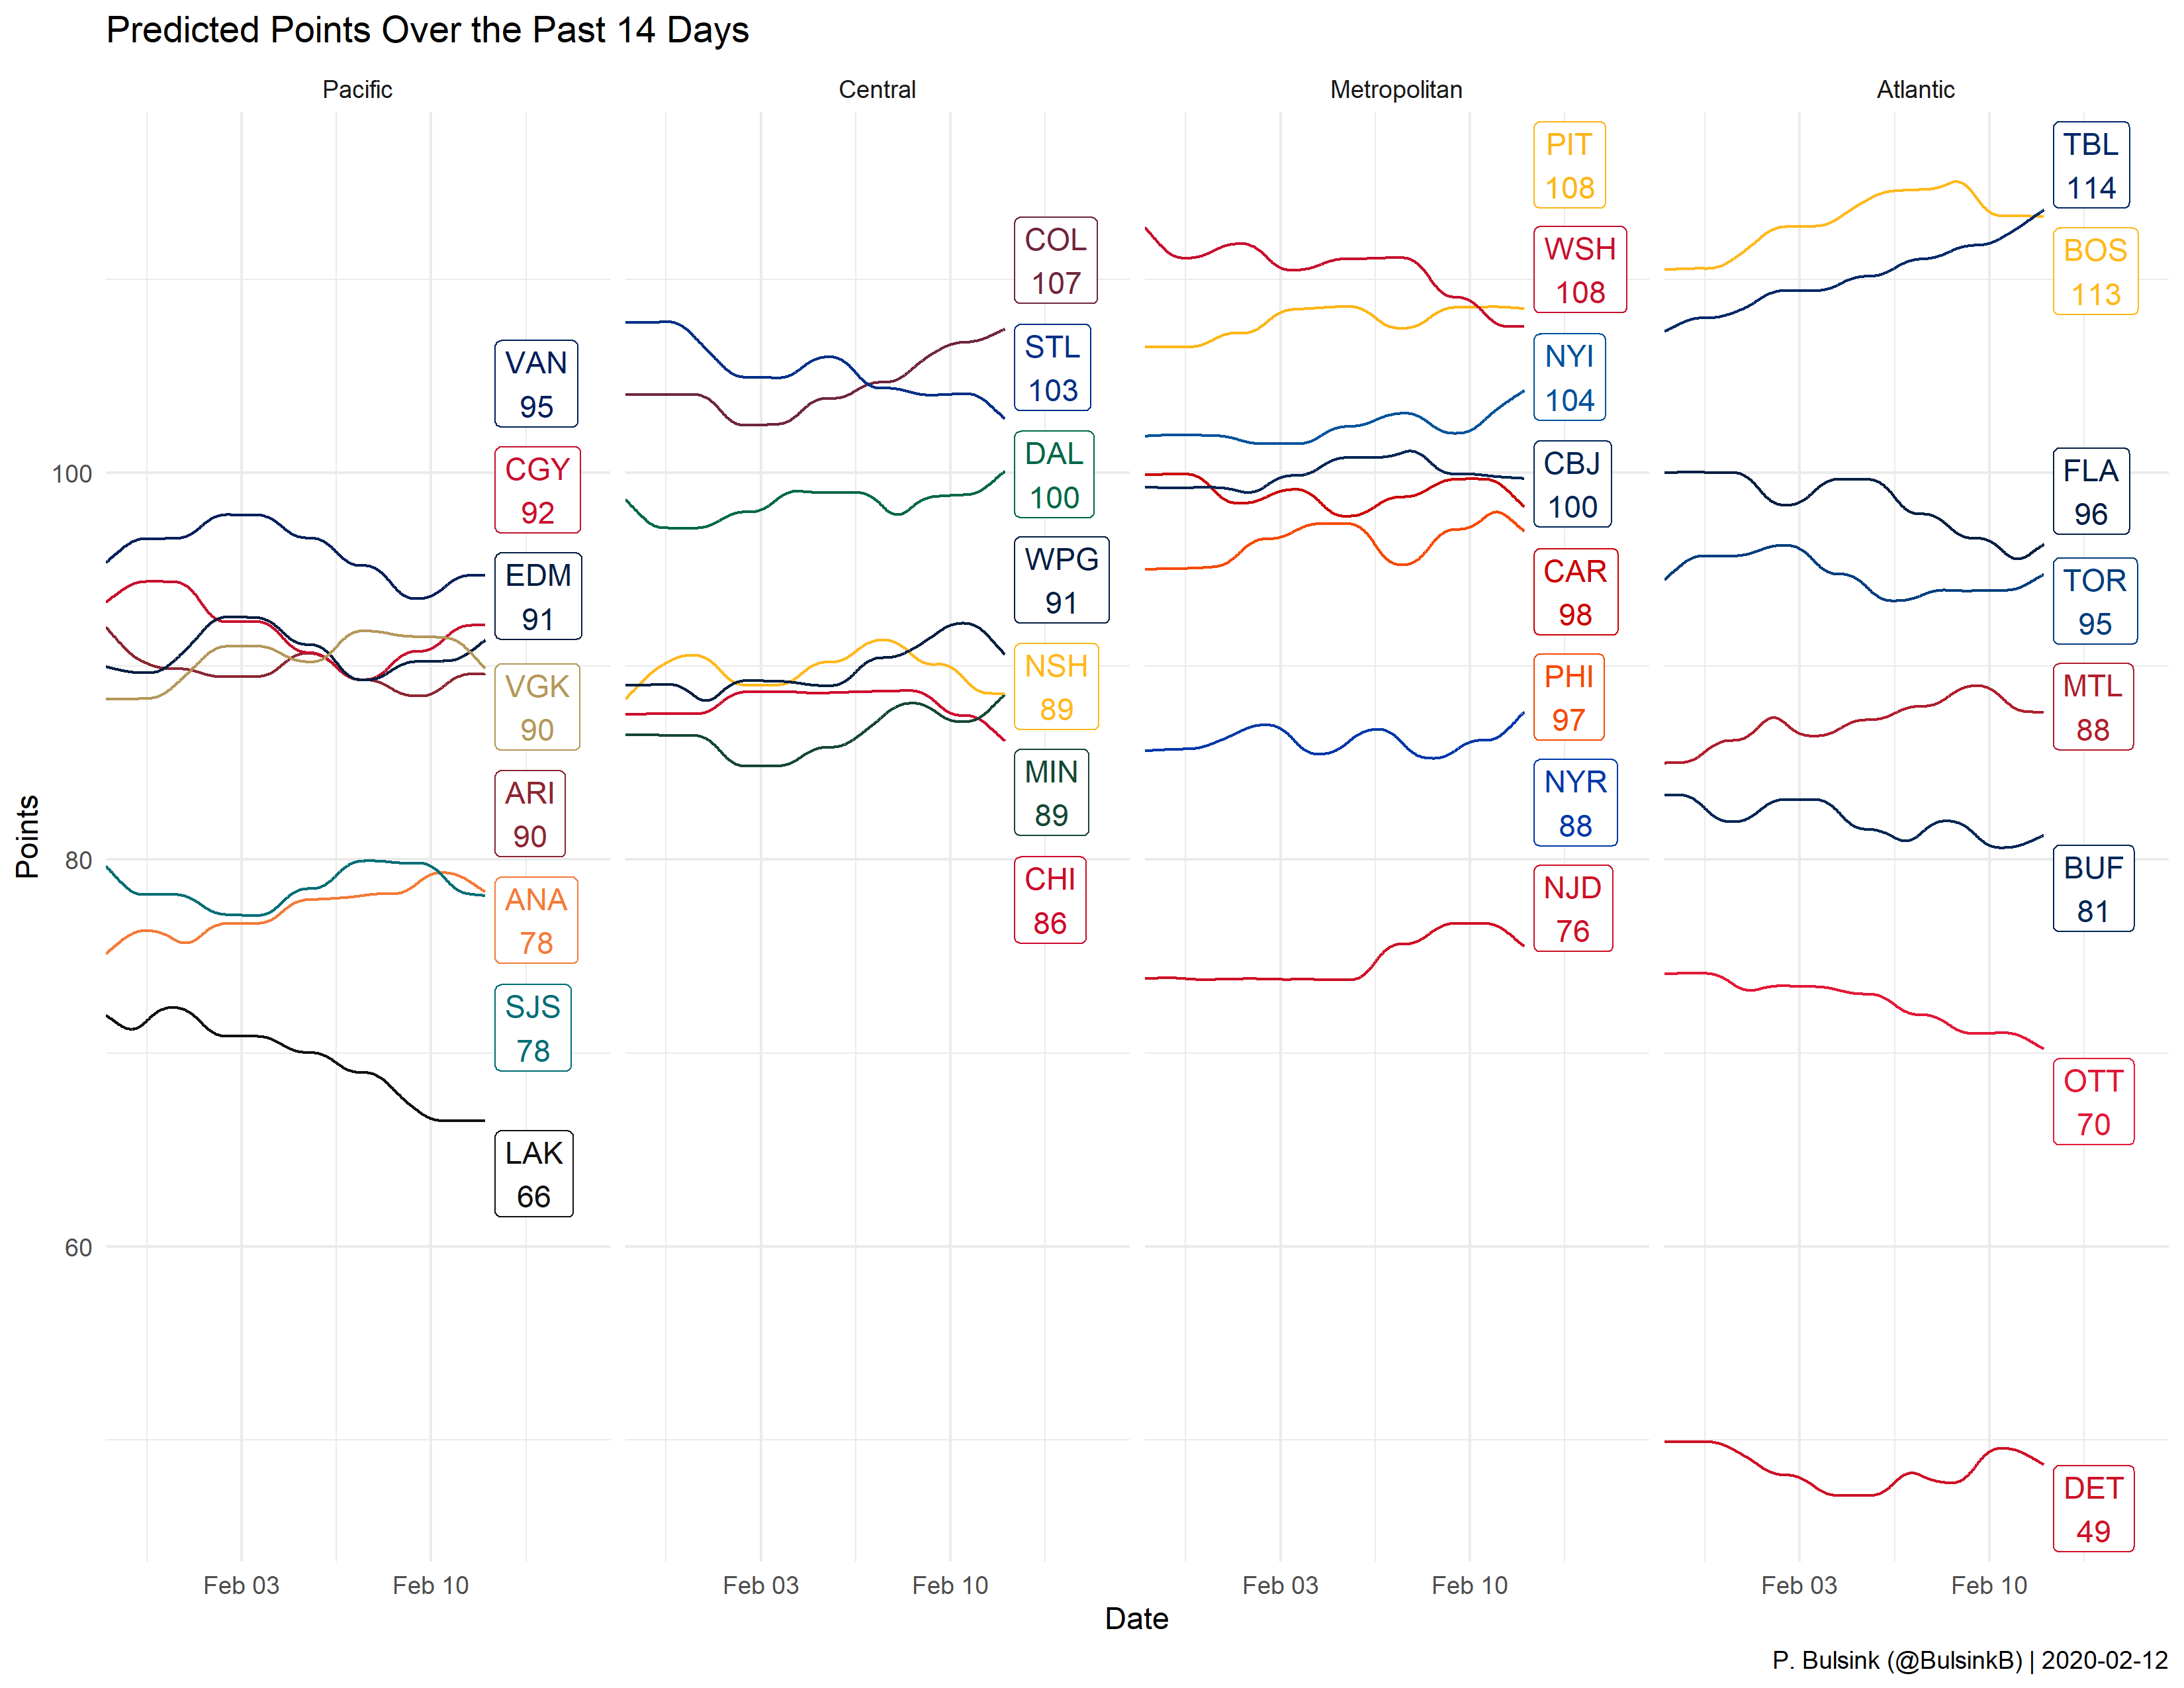 Predicted Points Over the Past 14 Days
Pacific
Central
Metropolitan
Atlantic
Points
100
80
60
VAN
95
CGY
92
EDM
91
VGK
90
ARI
90
ANA
78
SJS
78
LAK
66
COL
107
STL
103
DAL
100
WPG
91
NSH
89
MIN
89
CHI
86
PIT
108
WSH
108
NYI
104
CBJ
100
CAR
98
PHI
97
NYR
88
NJD
76
TBL
114
BOS
113
FLA
96
TOR
95
MTL
88
BUF
81
OTT
70
DET
49
Feb 03
Feb 10
Feb 03
Feb 10
Feb 03
Feb 10
Feb 03
Feb 10
Date
P. Bulsink (@BulsinkB) | 2020-02-12